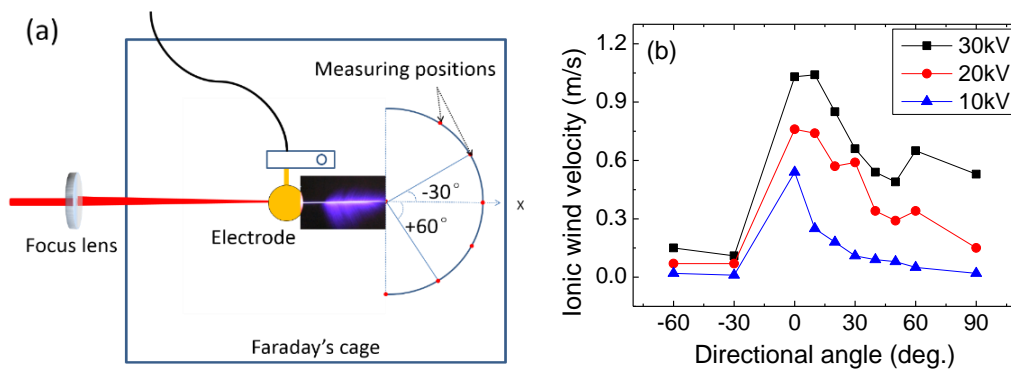 (a)
Measuring positions
-30°
x
+60°
Focus lens
Electrode
Faraday's cage
(b)
30kV
20kV
10kV
Ionic wind velocity (m/s)
1.2
0.9
0.6
0.3
0.0
-60 -30 0 30 60 90
Directional angle (deg.)